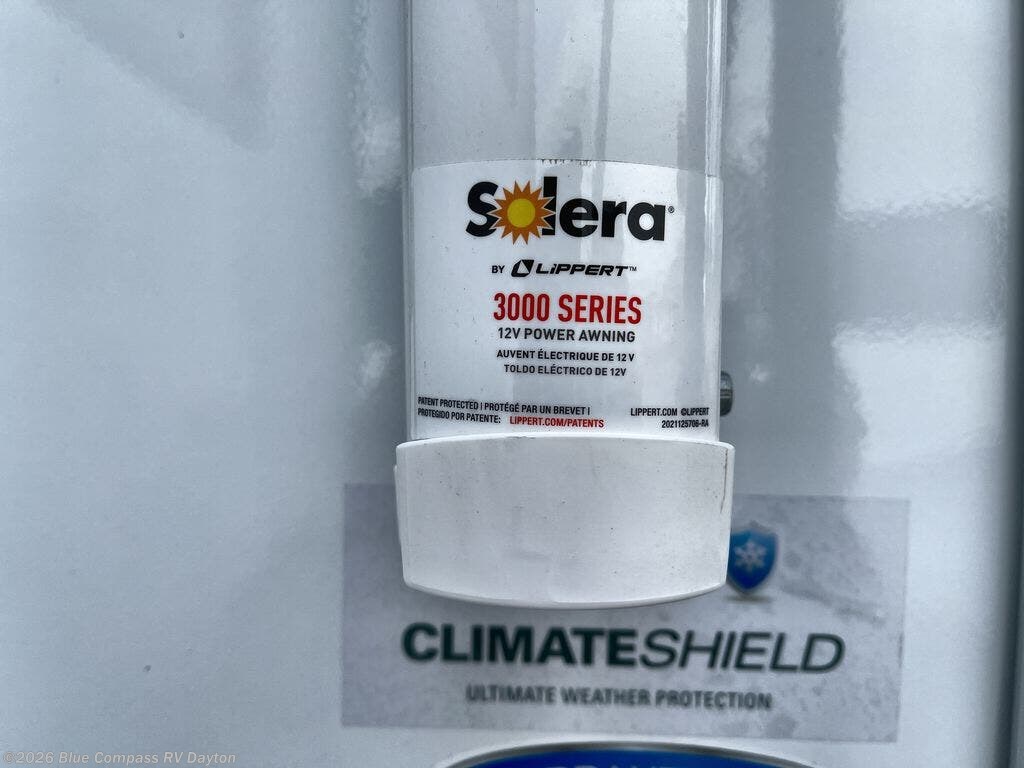 Solera®
BY LIPPERT™
3000 SERIES
12V POWER AWNING
AUVENT ÉLECTRIQUE DE 12 V
TOLDO ELÉCTRICO DE 12V
PATENT PROTECTED | PROTÉGÉ PAR UN BREVET |
PROTEGIDO POR PATENTE: LIPPERT.COM/PATENTS
LIPPERT.COM ©LIPPERT
2021125706-RA
CLIMATESHIELD
ULTIMATE WEATHER PROTECTION
©2026 Blue Compass RV Dayton